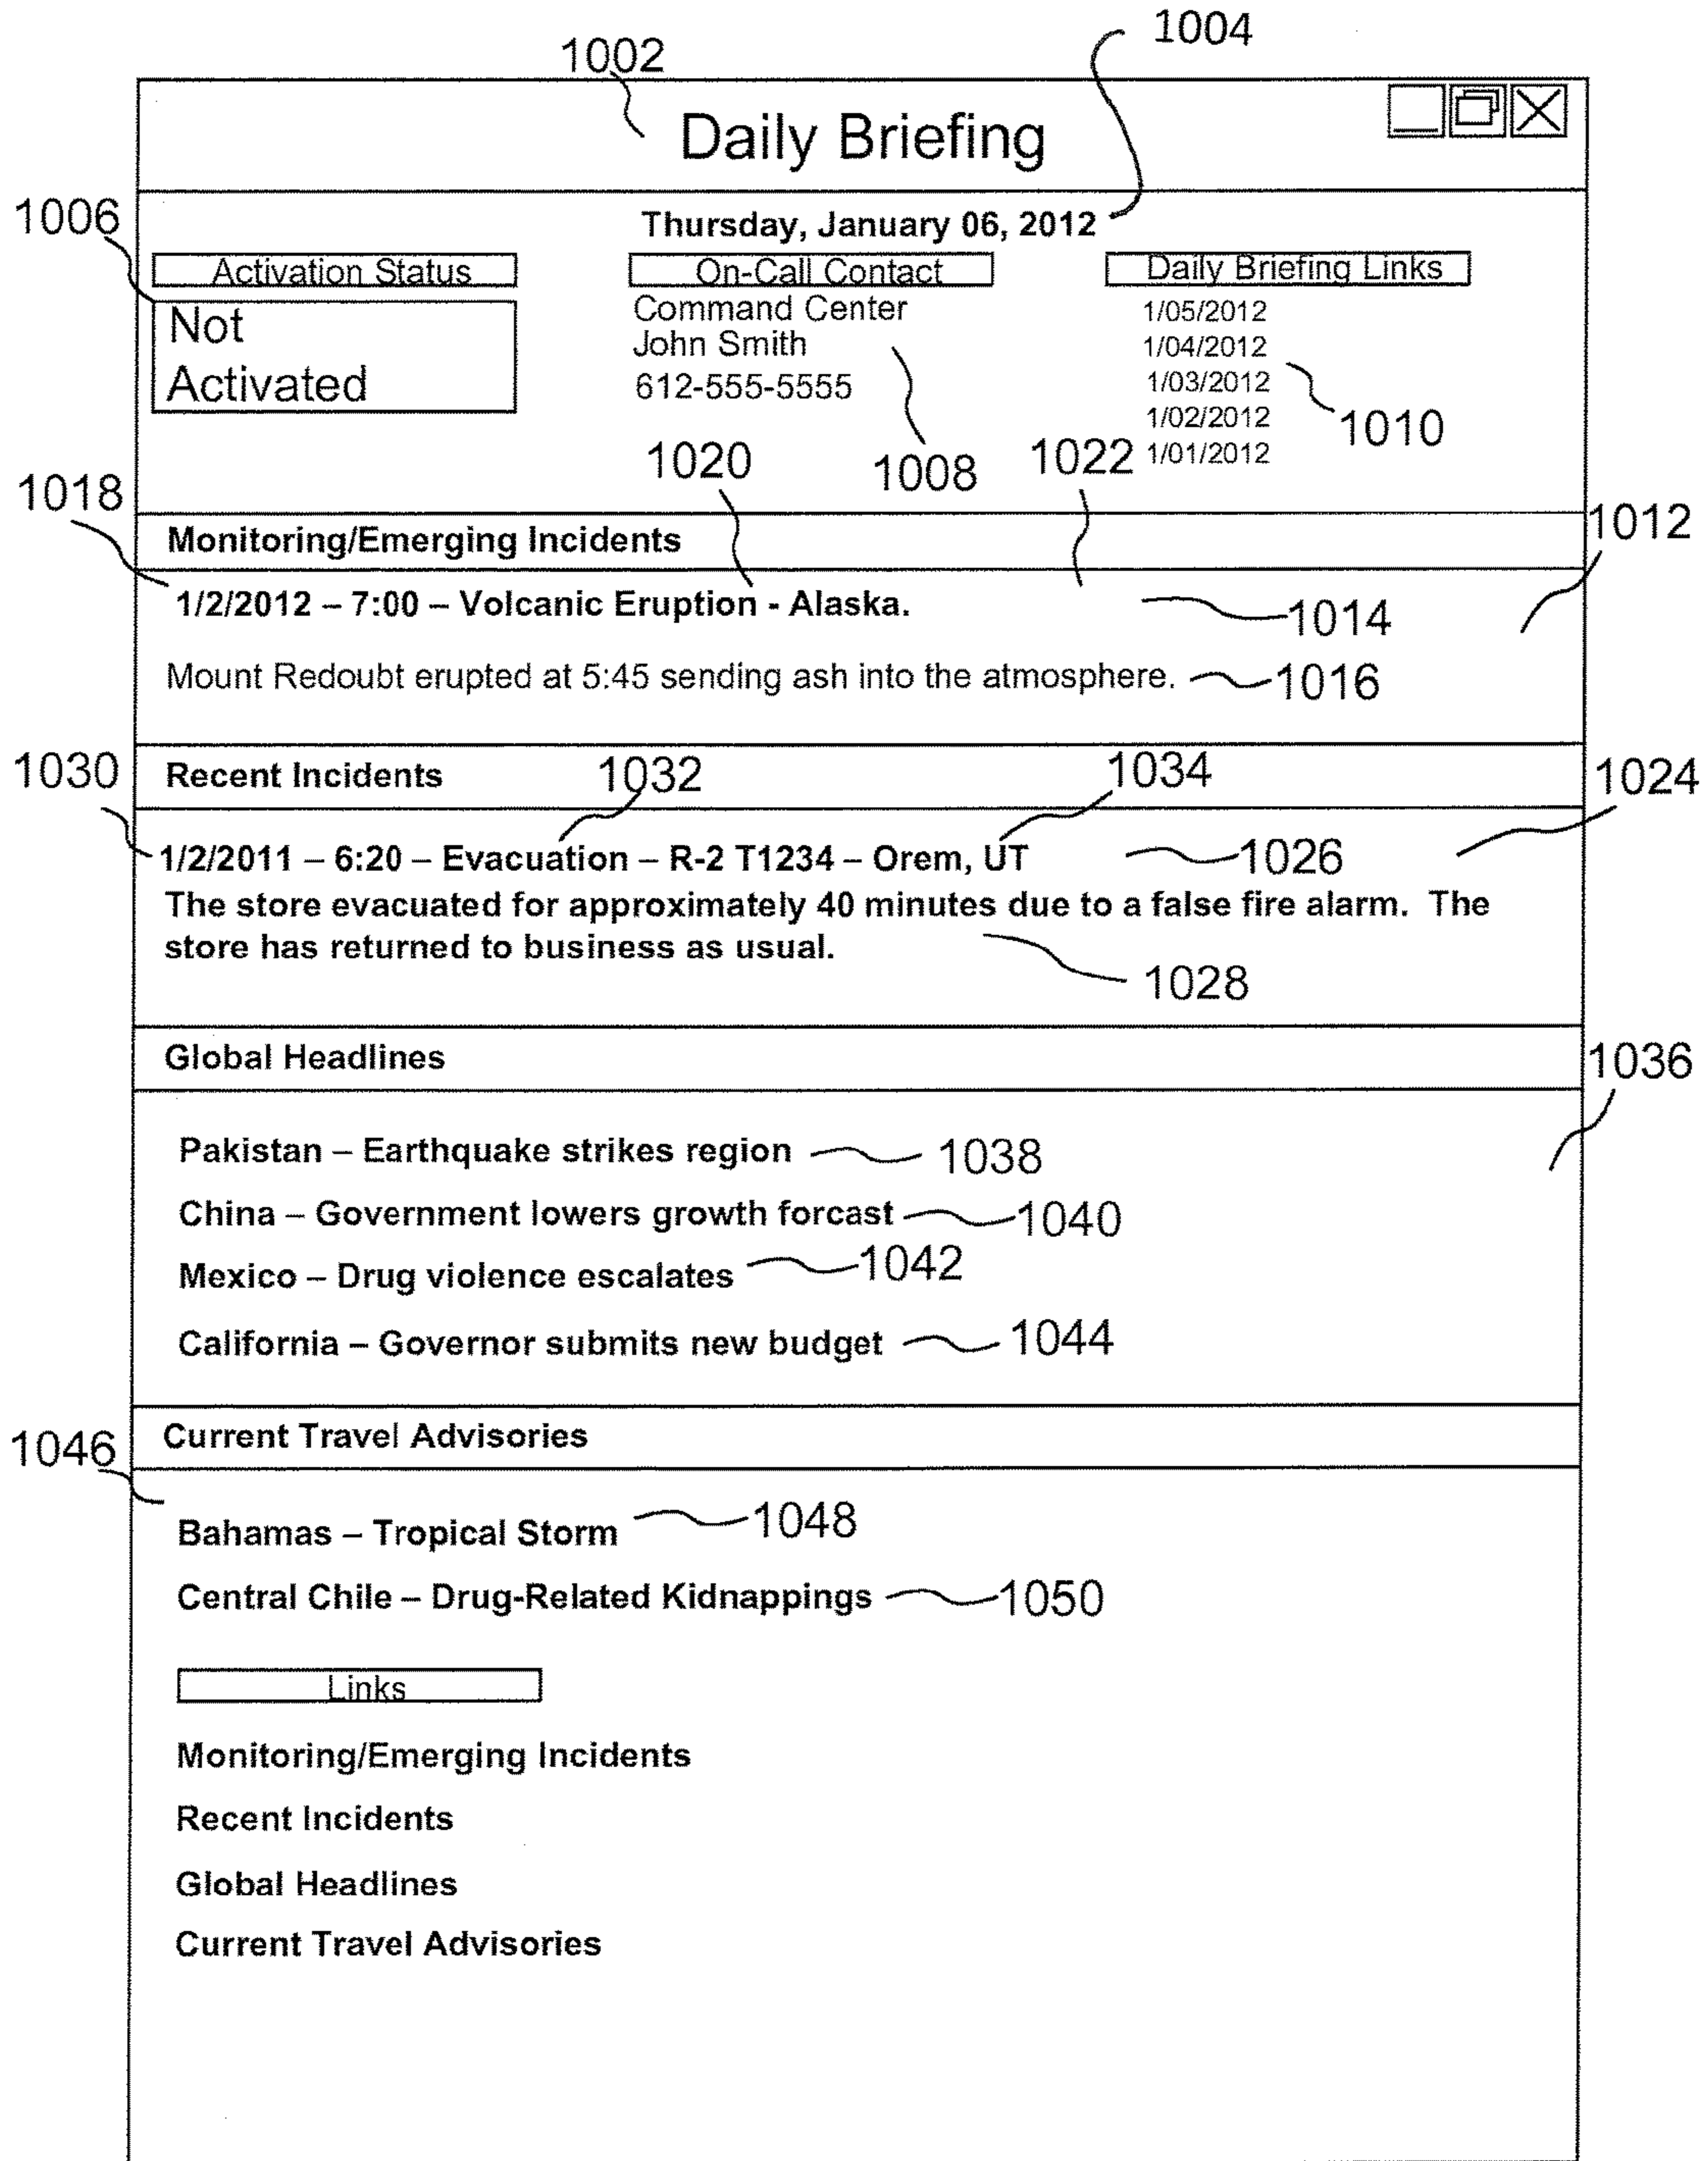 1004
1002
Daily Briefing
1006
Thursday, January 06, 2012
Activation Status
On-Call Contact
Daily Briefing Links
Not
Activated
Command Center
John Smith
612-555-5555
1/05/2012
1/04/2012
1/03/2012
1/02/2012
1/01/2012
1010
1008
1020
1022
1018
1012
Monitoring/Emerging Incidents
1/2/2012 – 7:00 – Volcanic Eruption - Alaska.
1014
Mount Redoubt erupted at 5:45 sending ash into the atmosphere.
1016
1030
Recent Incidents
1032
1034
1024
1/2/2011 – 6:20 – Evacuation – R-2 T1234 – Orem, UT
1026
The store evacuated for approximately 40 minutes due to a false fire alarm. The
store has returned to business as usual.
1028
Global Headlines
1036
Pakistan – Earthquake strikes region
1038
China – Government lowers growth forcast
1040
Mexico – Drug violence escalates
1042
California – Governor submits new budget
1044
Current Travel Advisories
1046
Bahamas – Tropical Storm
1048
Central Chile – Drug-Related Kidnappings
1050
Links
Monitoring/Emerging Incidents
Recent Incidents
Global Headlines
Current Travel Advisories